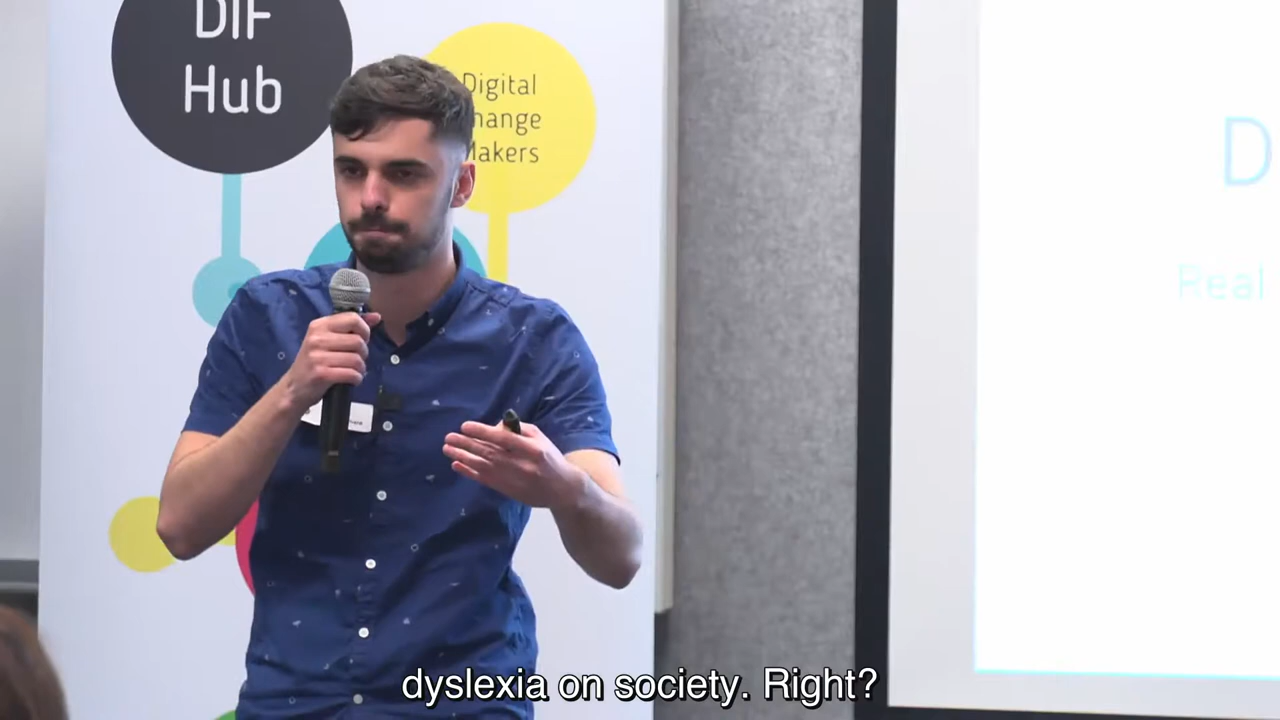 DIF
Hub
Digital
hange
Makers
D
Real
dyslexia on society. Right?